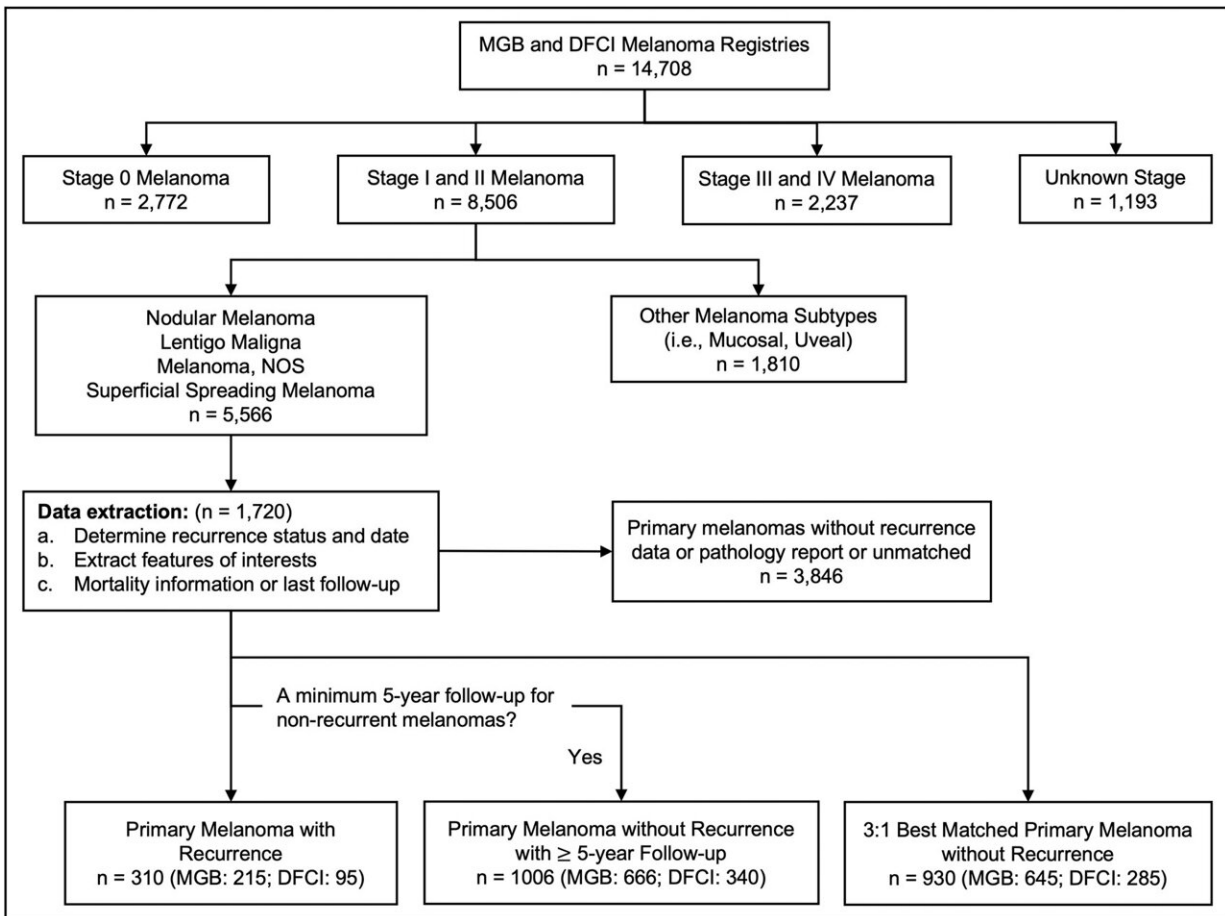 MGB and DFCI Melanoma Registries
n = 14,708
Stage 0 Melanoma
n = 2,772
Stage I and II Melanoma
n = 8,506
Stage III and IV Melanoma
n = 2,237
Unknown Stage
n = 1,193
Nodular Melanoma
Lentigo Maligna
Melanoma, NOS
Superficial Spreading Melanoma
n = 5,566
Other Melanoma Subtypes
(i.e., Mucosal, Uveal)
n = 1,810
Data extraction: (n = 1,720)
a. Determine recurrence status and date
b. Extract features of interests
c. Mortality information or last follow-up
Primary melanomas without recurrence
data or pathology report or unmatched
n = 3,846
A minimum 5-year follow-up for
non-recurrent melanomas?
Yes
Primary Melanoma with
Recurrence
n = 310 (MGB: 215; DFCI: 95)
Primary Melanoma without Recurrence
with ≥ 5-year Follow-up
n = 1006 (MGB: 666; DFCI: 340)
3:1 Best Matched Primary Melanoma
without Recurrence
n = 930 (MGB: 645; DFCI: 285)